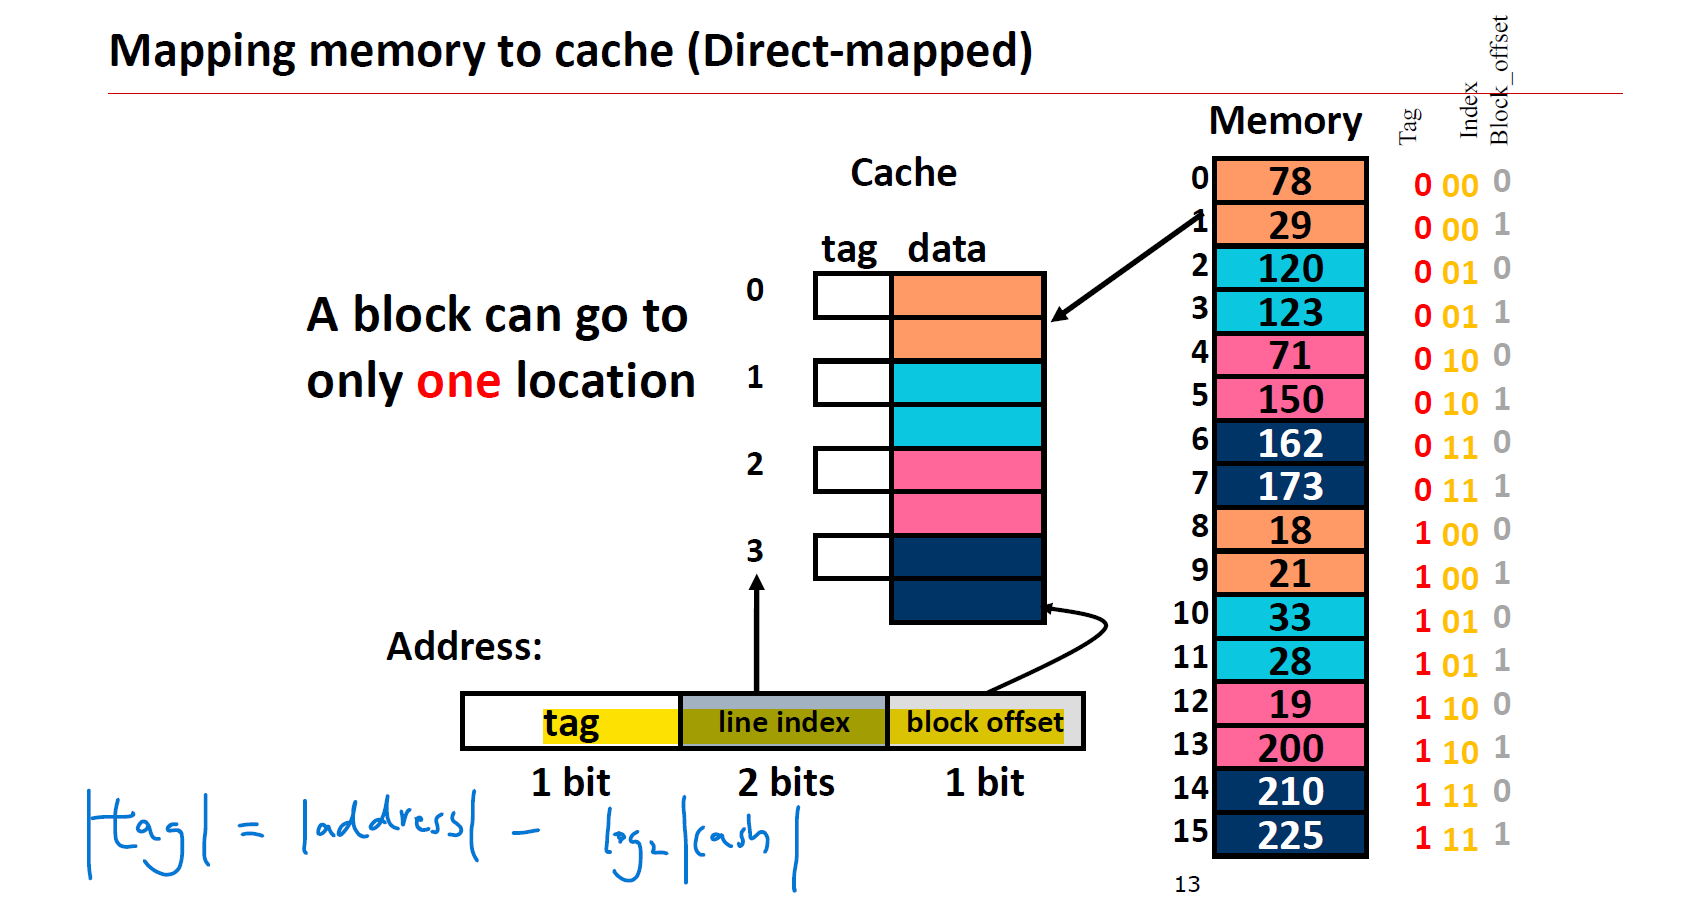 Mapping memory to cache (Direct-mapped)
Tag
Index
Block_offset
Memory
Cache
tag data
A block can go to
only one location
0
1
2
3
0 78 0 00 0
1 29 0 00 1
2 120 0 01 0
3 123 0 01 1
4 71 0 10 0
5 150 0 10 1
6 162 0 11 0
7 173 0 11 1
8 18 1 00 0
9 21 1 00 1
10 33 1 01 0
11 28 1 01 1
12 19 1 10 0
13 200 1 10 1
14 210 1 11 0
15 225 1 11 1
Address:
tag line index block offset
1 bit 2 bits 1 bit
|tag| = |address| - log₂|cash|
13